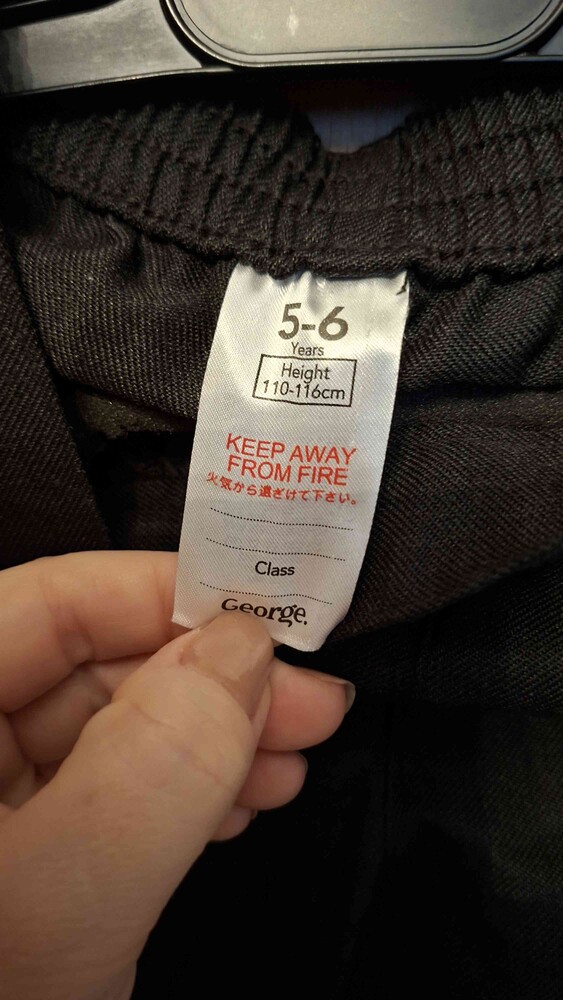 5-6
Years
Height
110-116cm
KEEP AWAY
FROM FIRE
火気から遠ざけて下さい。
Class
George.